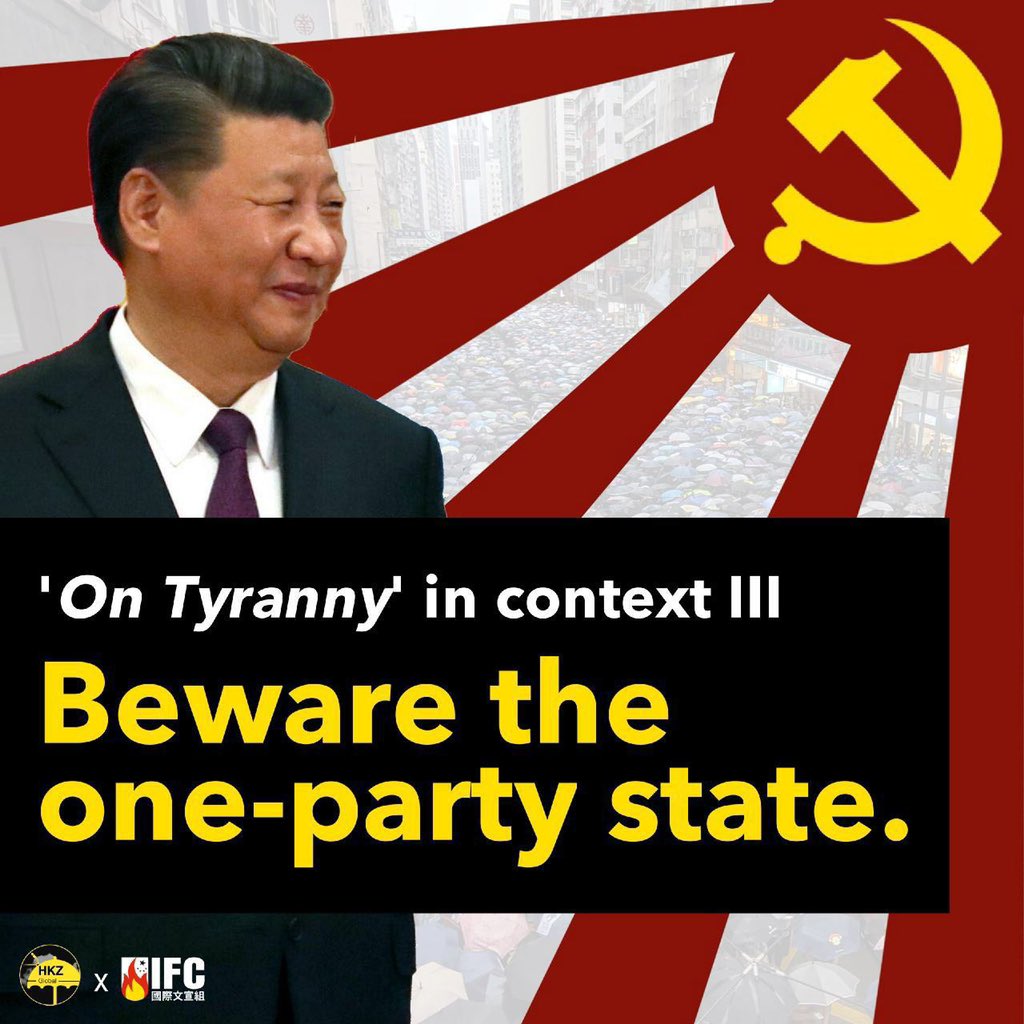 'On Tyranny' in context III
Beware the
one-party state.
HKZ
Global
X
IFC
國際文宣組